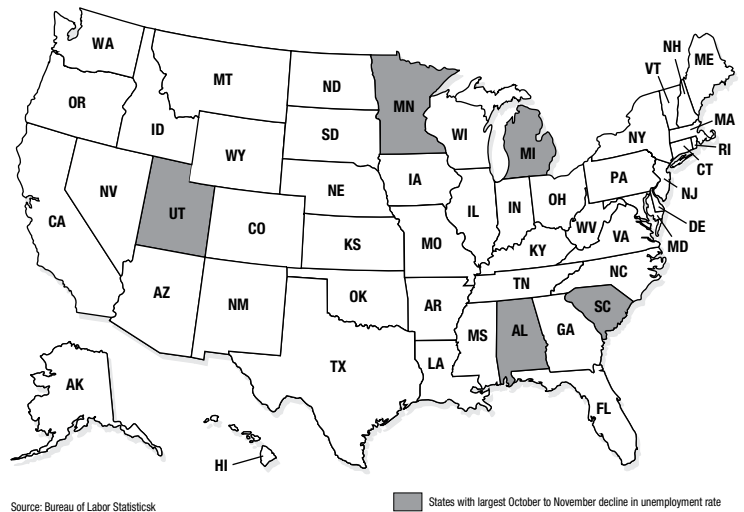 WA
MT
ND
MN
NH
VT
ME
OR
ID
SD
WI
MI
NY
MA
RI
CT
WY
IA
PA
NJ
NV
NE
OH
DE
MD
UT
CO
IL
IN
WV
VA
CA
KS
MO
KY
NC
AZ
NM
OK
AR
TN
SC
MS
AL
GA
TX
LA
AK
FL
HI
Source: Bureau of Labor Statisticsk
States with largest October to November decline in unemployment rate